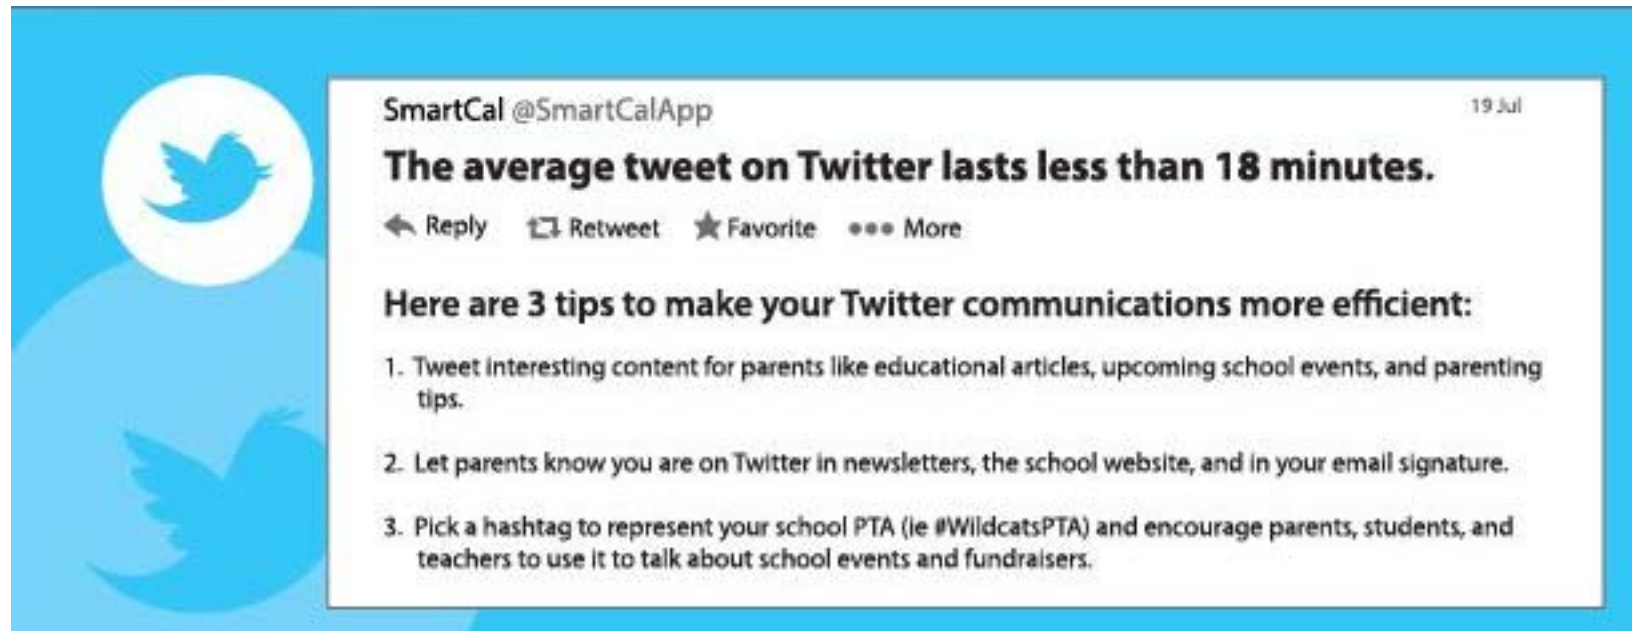 SmartCal @SmartCalApp 19 Jul
The average tweet on Twitter lasts less than 18 minutes.
Reply Retweet Favorite More
Here are 3 tips to make your Twitter communications more efficient:
1. Tweet interesting content for parents like educational articles, upcoming school events, and parenting
tips.
2. Let parents know you are on Twitter in newsletters, the school website, and in your email signature.
3. Pick a hashtag to represent your school PTA (ie #WildcatsPTA) and encourage parents, students, and
teachers to use it to talk about school events and fundraisers.